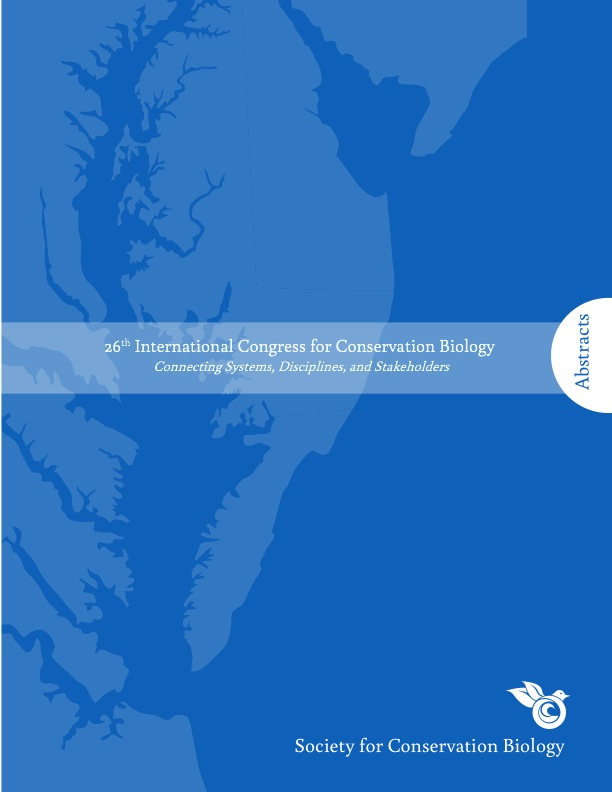 26th International Congress for Conservation Biology
Connecting Systems, Disciplines, and Stakeholders
Abstracts
Society for Conservation Biology